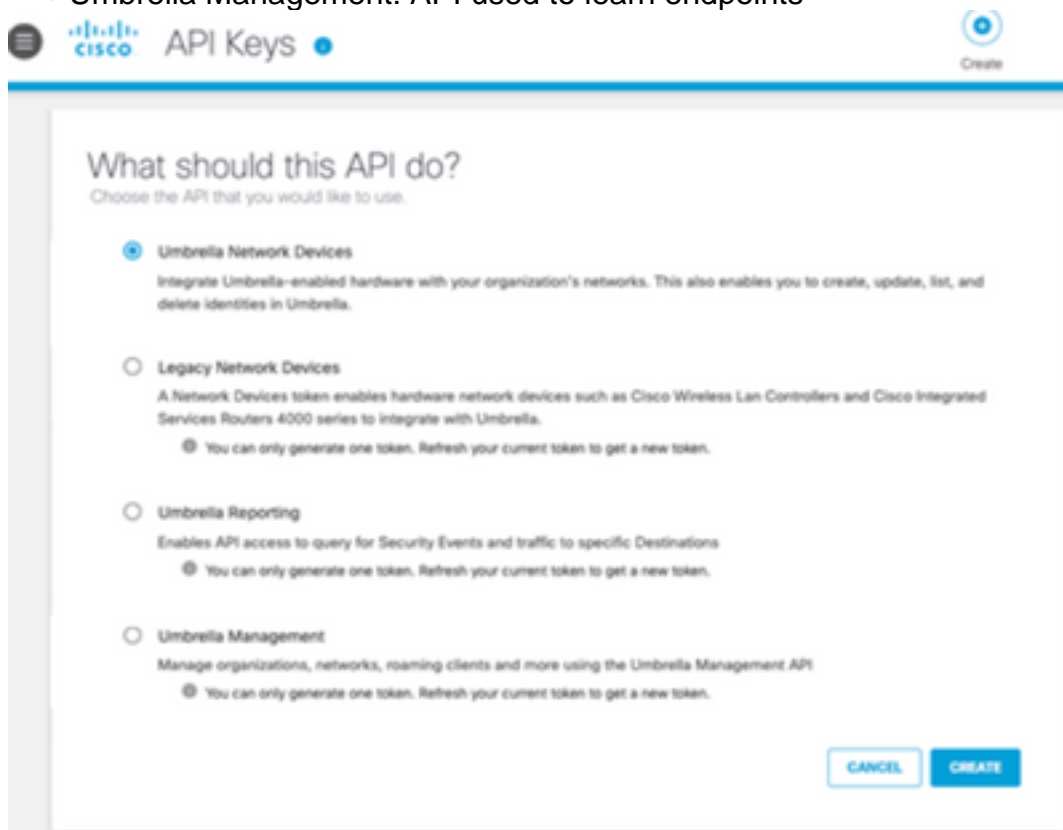 Umbrella Management: API used to learn endpoints
cisco API Keys
Create
What should this API do?
Choose the API that you would like to use.
Umbrella Network Devices
Integrate Umbrella-enabled hardware with your organization's networks. This also enables you to create, update, list, and
delete identities in Umbrella.
Legacy Network Devices
A Network Devices token enables hardware network devices such as Cisco Wireless Lan Controllers and Cisco Integrated
Services Routers 4000 series to integrate with Umbrella.
You can only generate one token. Refresh your current token to get a new token.
Umbrella Reporting
Enables API access to query for Security Events and traffic to specific Destinations
You can only generate one token. Refresh your current token to get a new token.
Umbrella Management
Manage organizations, networks, roaming clients and more using the Umbrella Management API
You can only generate one token. Refresh your current token to get a new token.
CANCEL CREATE